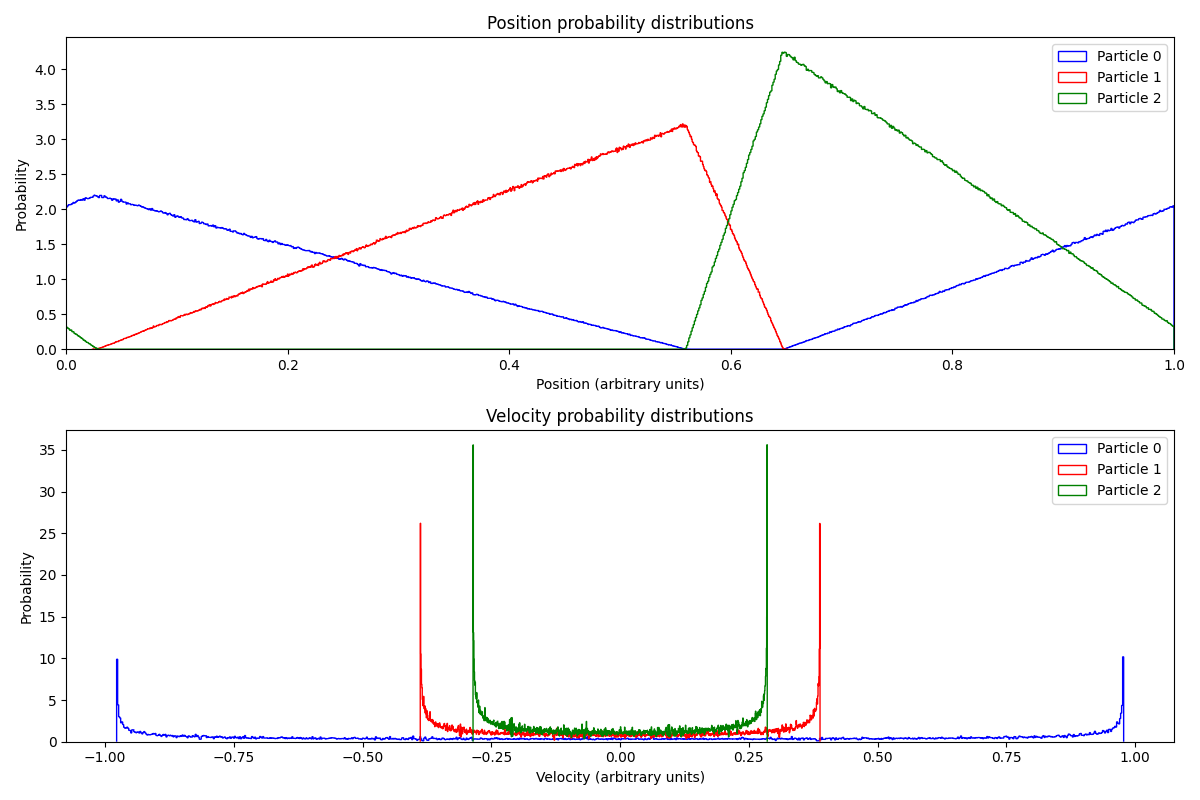 Position probability distributions
Probability
4.0
3.5
3.0
2.5
2.0
1.5
1.0
0.5
0.0
Particle 0
Particle 1
Particle 2
0.0 0.2 0.4 0.6 0.8 1.0
Position (arbitrary units)
Velocity probability distributions
Probability
35
30
25
20
15
10
5
0
Particle 0
Particle 1
Particle 2
−1.00 −0.75 −0.50 −0.25 0.00 0.25 0.50 0.75 1.00
Velocity (arbitrary units)